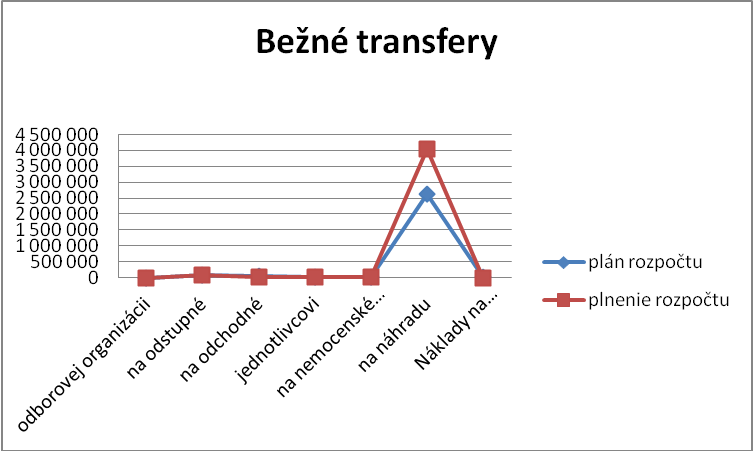 Bežné transfery
4 500 000
4 000 000
3 500 000
3 000 000
2 500 000
2 000 000
1 500 000
1 000 000
500 000
0
odborovej organizácii
na odstupné
na odchodné
jednotlivcovi
na nemocenské...
na náhradu
Náklady na...
plán rozpočtu
plnenie rozpočtu